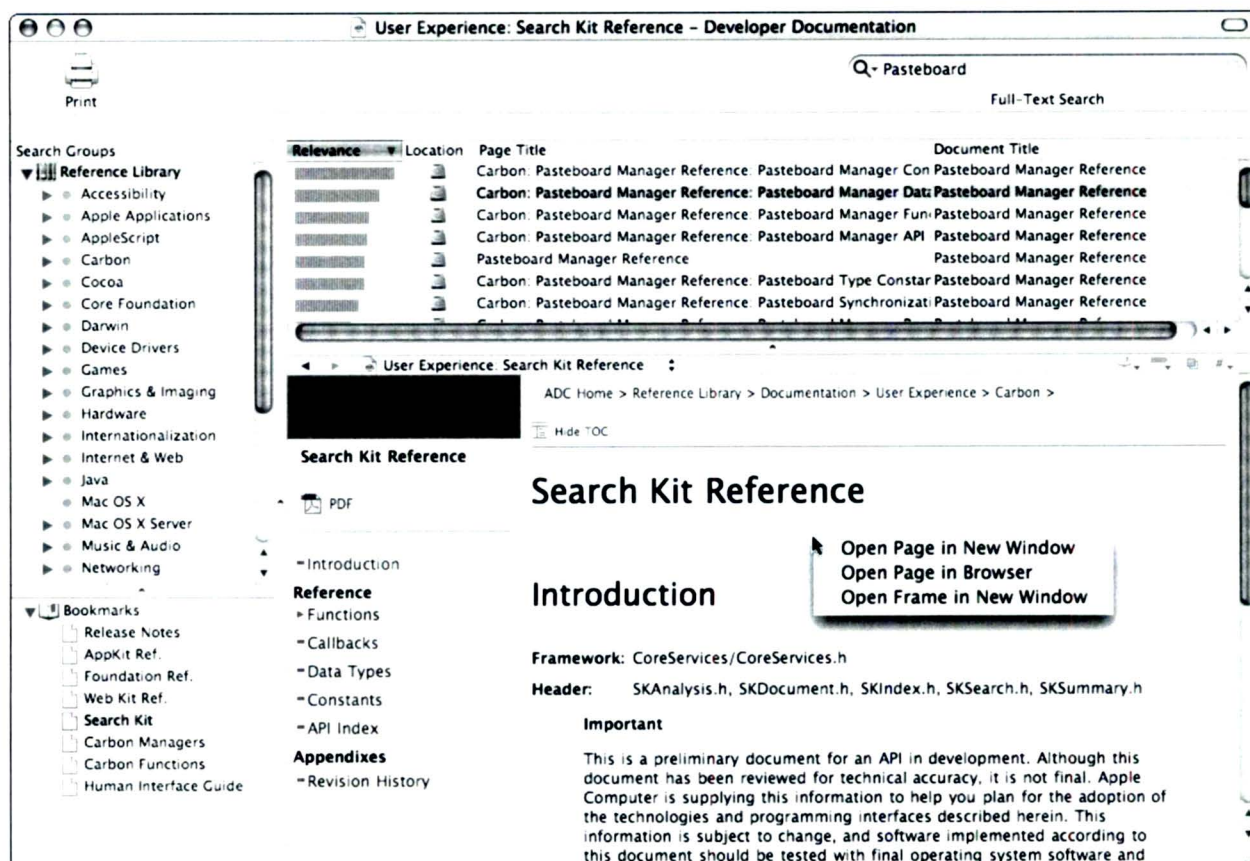 User Experience: Search Kit Reference – Developer Documentation
Print
Pasteboard
Full-Text Search
Search Groups
Reference Library
Accessibility
Apple Applications
AppleScript
Carbon
Cocoa
Core Foundation
Darwin
Device Drivers
Games
Graphics & Imaging
Hardware
Internationalization
Internet & Web
Java
Mac OS X
Mac OS X Server
Music & Audio
Networking
Bookmarks
Release Notes
AppKit Ref.
Foundation Ref.
Web Kit Ref.
Search Kit
Carbon Managers
Carbon Functions
Human Interface Guide
Relevance Location Page Title Document Title
Carbon: Pasteboard Manager Reference: Pasteboard Manager Con Pasteboard Manager Reference
Carbon: Pasteboard Manager Reference: Pasteboard Manager Data Pasteboard Manager Reference
Carbon: Pasteboard Manager Reference: Pasteboard Manager Fun Pasteboard Manager Reference
Carbon: Pasteboard Manager Reference: Pasteboard Manager API Pasteboard Manager Reference
Pasteboard Manager Reference Pasteboard Manager Reference
Carbon: Pasteboard Manager Reference: Pasteboard Type Constar Pasteboard Manager Reference
Carbon: Pasteboard Manager Reference: Pasteboard Synchronizati Pasteboard Manager Reference
User Experience: Search Kit Reference
Search Kit Reference
PDF
Introduction
Reference
Functions
Callbacks
Data Types
Constants
API Index
Appendixes
Revision History
ADC Home > Reference Library > Documentation > User Experience > Carbon >
Hide TOC
Search Kit Reference
Open Page in New Window
Open Page in Browser
Open Frame in New Window
Introduction
Framework: CoreServices/CoreServices.h
Header: SKAnalysis.h, SKDocument.h, SKIndex.h, SKSearch.h, SKSummary.h
Important
This is a preliminary document for an API in development. Although this
document has been reviewed for technical accuracy, it is not final. Apple
Computer is supplying this information to help you plan for the adoption of
the technologies and programming interfaces described herein. This
information is subject to change, and software implemented according to
this document should be tested with final operating system software and